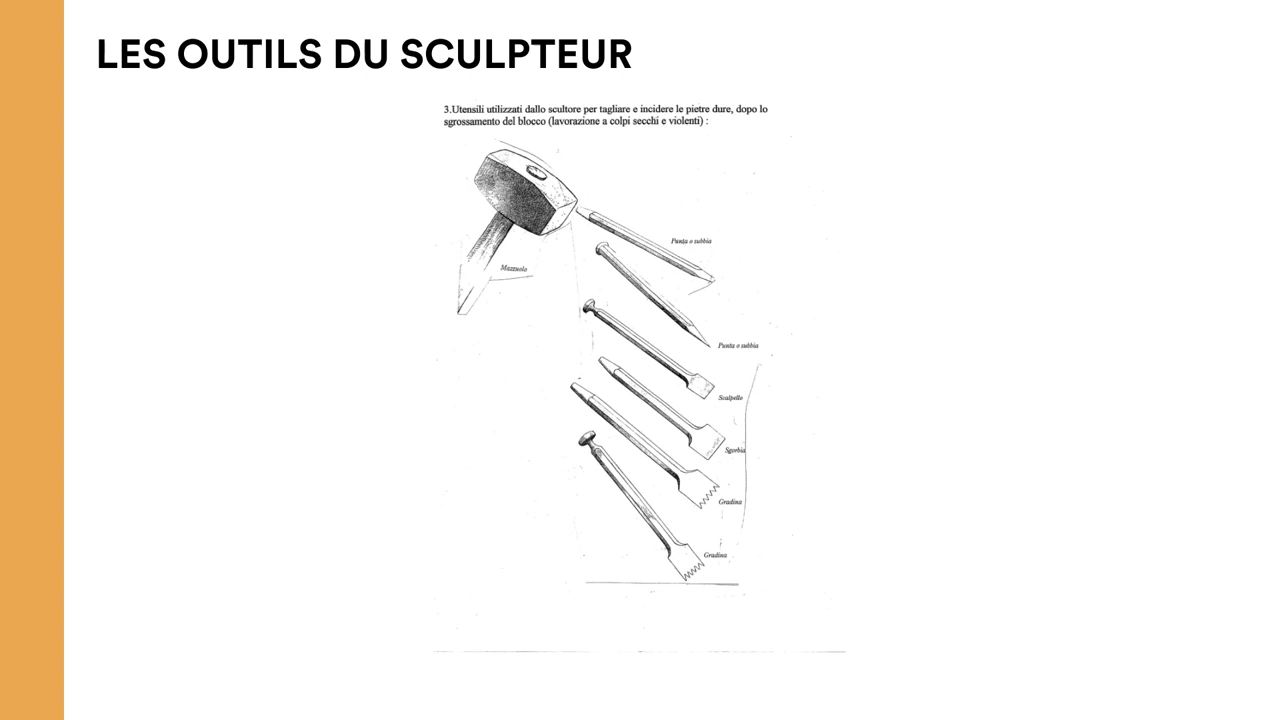 LES OUTILS DU SCULPTEUR
3.Utensili utilizzati dallo scultore per tagliare e incidere le pietre dure, dopo lo
sgrossamento del blocco (lavorazione a colpi secchi e violenti) :
Punta o subbia
Mazzuolo
Punta o subbia
Scalpello
Sgorbia
Gradina
Gradina